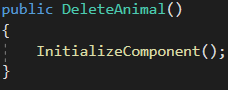 public DeleteAnimal()
{
    InitializeComponent();
}